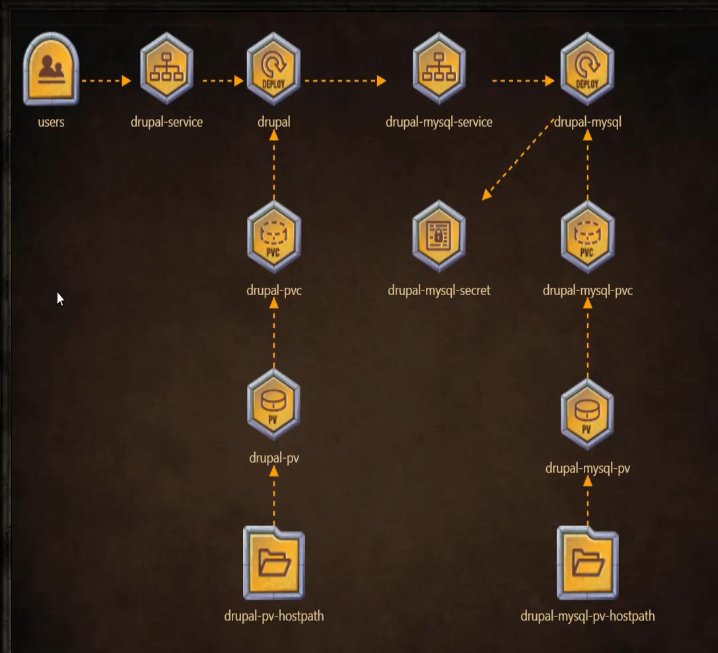 DEPLOY
DEPLOY
users
drupal-service
drupal
drupal-mysql-service
drupal-mysql
PVC
PVC
drupal-pvc
drupal-mysql-secret
drupal-mysql-pvc
PV
PV
drupal-pv
drupal-mysql-pv
drupal-pv-hostpath
drupal-mysql-pv-hostpath